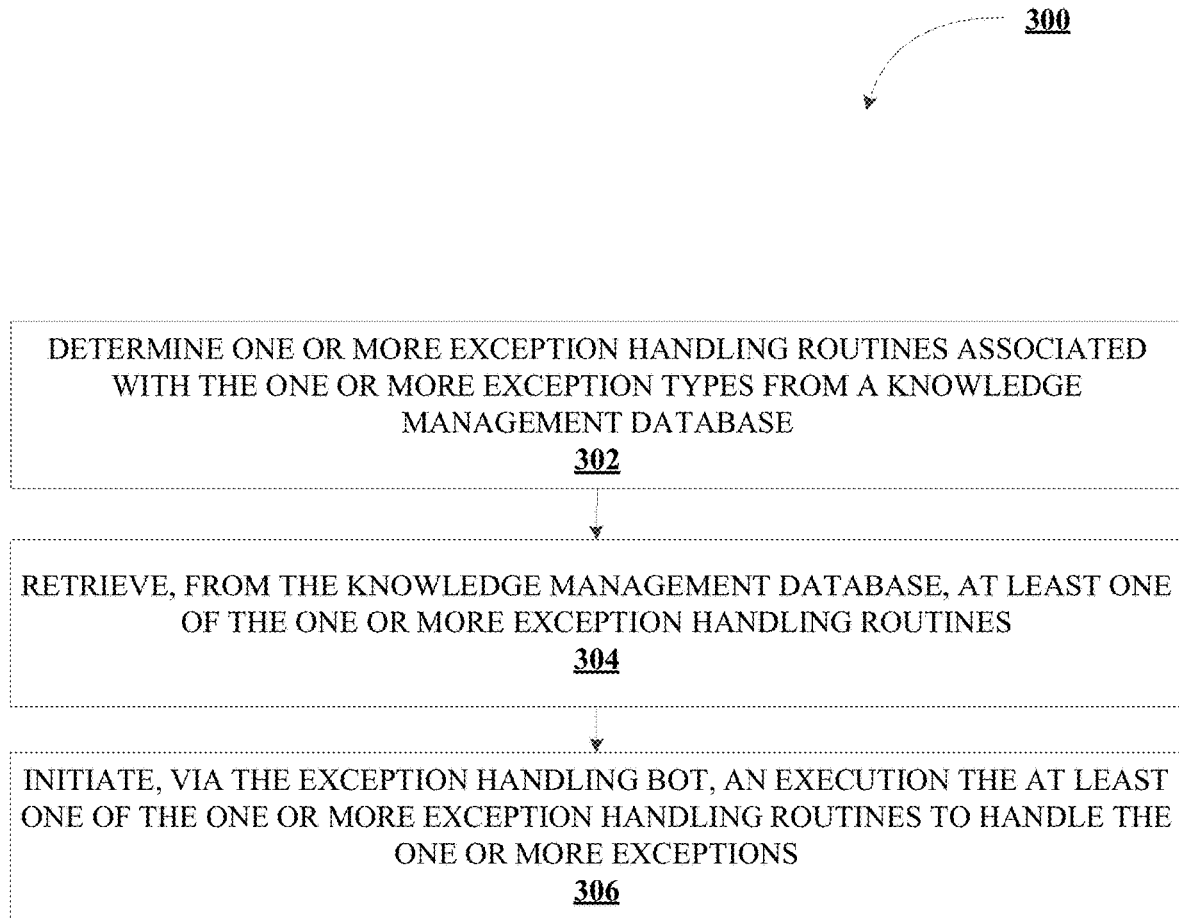 300
DETERMINE ONE OR MORE EXCEPTION HANDLING ROUTINES ASSOCIATED
WITH THE ONE OR MORE EXCEPTION TYPES FROM A KNOWLEDGE
MANAGEMENT DATABASE
302
RETRIEVE, FROM THE KNOWLEDGE MANAGEMENT DATABASE, AT LEAST ONE
OF THE ONE OR MORE EXCEPTION HANDLING ROUTINES
304
INITIATE, VIA THE EXCEPTION HANDLING BOT, AN EXECUTION THE AT LEAST
ONE OF THE ONE OR MORE EXCEPTION HANDLING ROUTINES TO HANDLE THE
ONE OR MORE EXCEPTIONS
306